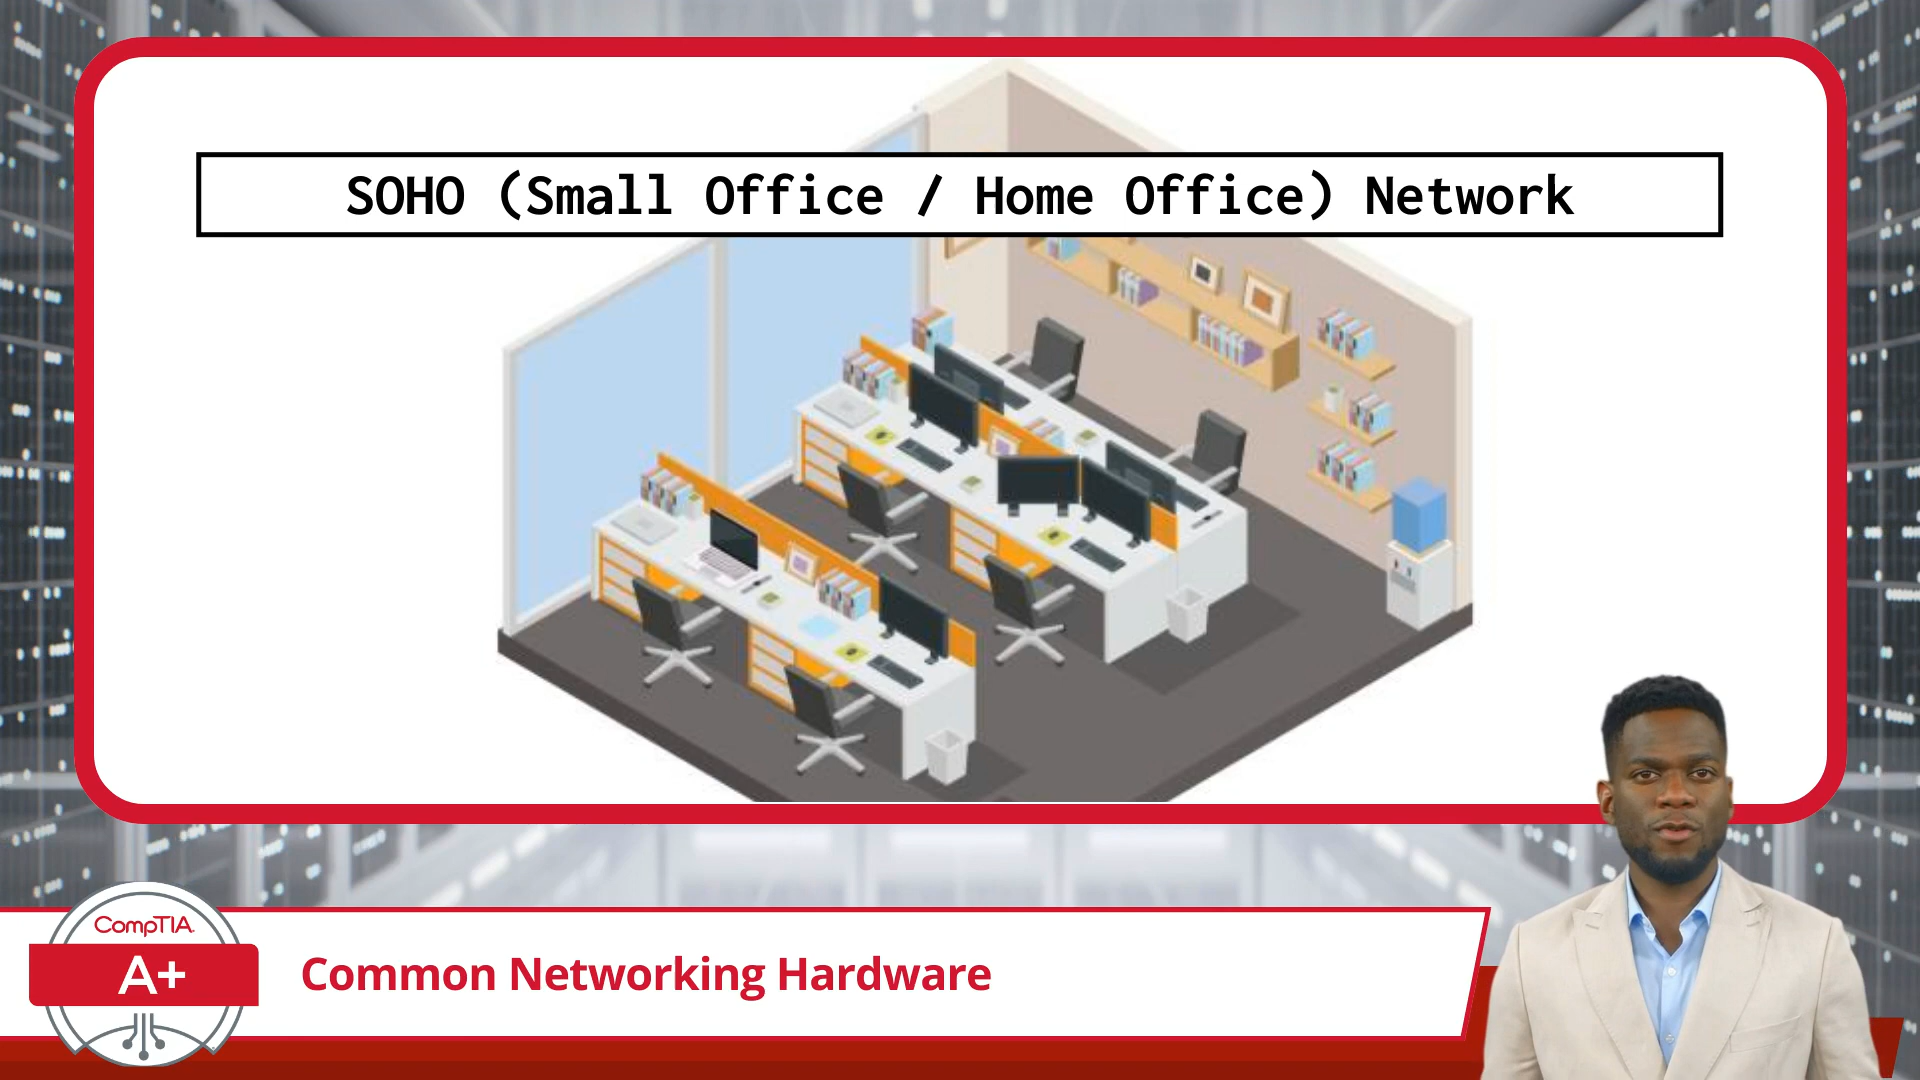 SOHO (Small Office / Home Office) Network
CompTIA.
A+
Common Networking Hardware